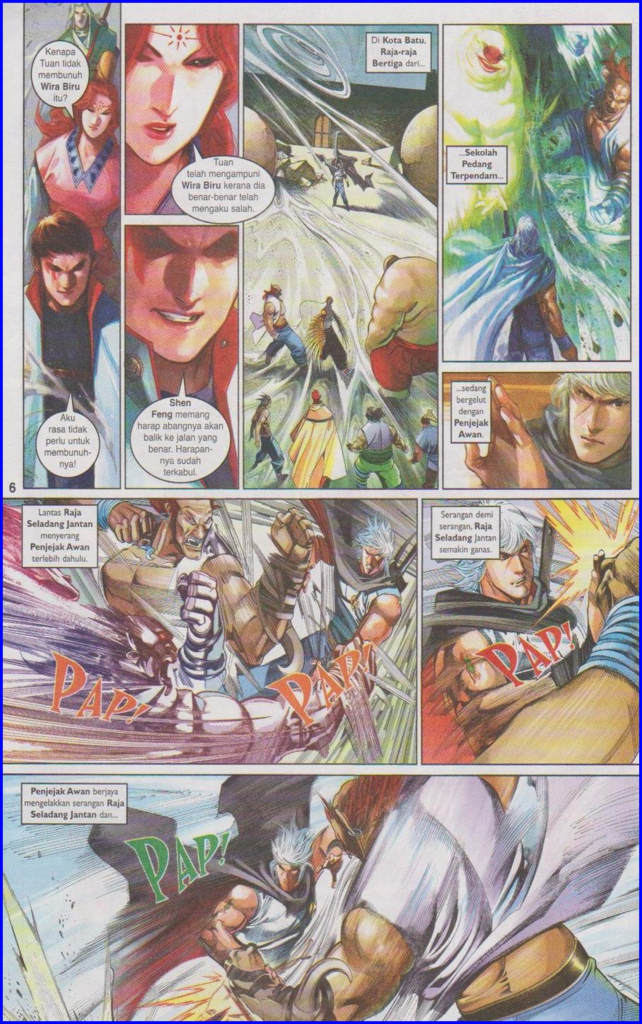 Kenapa
Tuan tidak
membunuh
Wira Biru
itu?
Aku
rasa tidak
perlu untuk
membunuh-
nya!
Tuan
telah mengampuni
Wira Biru kerana dia
benar-benar telah
mengaku salah.
Shen
Feng memang
harap abangnya akan
balik ke jalan yang
benar. Harapan-
nya sudah
terkabul.
Di Kota Batu,
Raja-raja
Bertiga dari...
...Sekolah
Pedang
Terpendam...
...sedang
bergelut
dengan
Penjejak
Awan.
6
Lantas Raja
Seladang Jantan
menyerang
Penjejak Awan
terlebih dahulu.
PAP!
PAP!
Serangan demi
serangan, Raja
Seladang Jantan
semakin ganas.
PAP!
Penjejak Awan berjaya
mengelakkan serangan Raja
Seladang Jantan dan...
PAP!